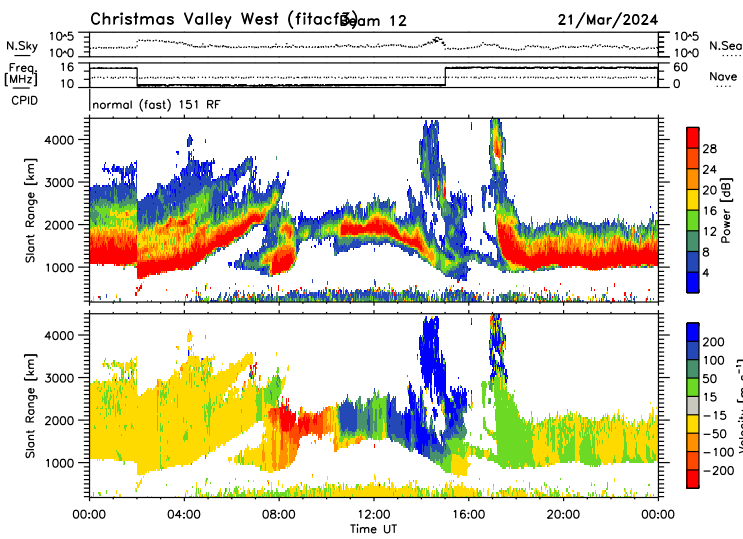 Christmas Valley West (fitacf3) Beam 12 21/Mar/2024
N.Sky 10^5 10^0 10^5 10^0 N.Sea
Freq. [MHz] 16 10 60 0 Nave
CPID normal (fast) 151 RF
Slant Range [km]
4000
3000
2000
1000
28
24
20
16
12
8
4
Power [dB]
Slant Range [km]
4000
3000
2000
1000
200
100
50
15
-15
-50
-100
-200
Velocity [m s^-1]
00:00 04:00 08:00 12:00 16:00 20:00 00:00
Time UT